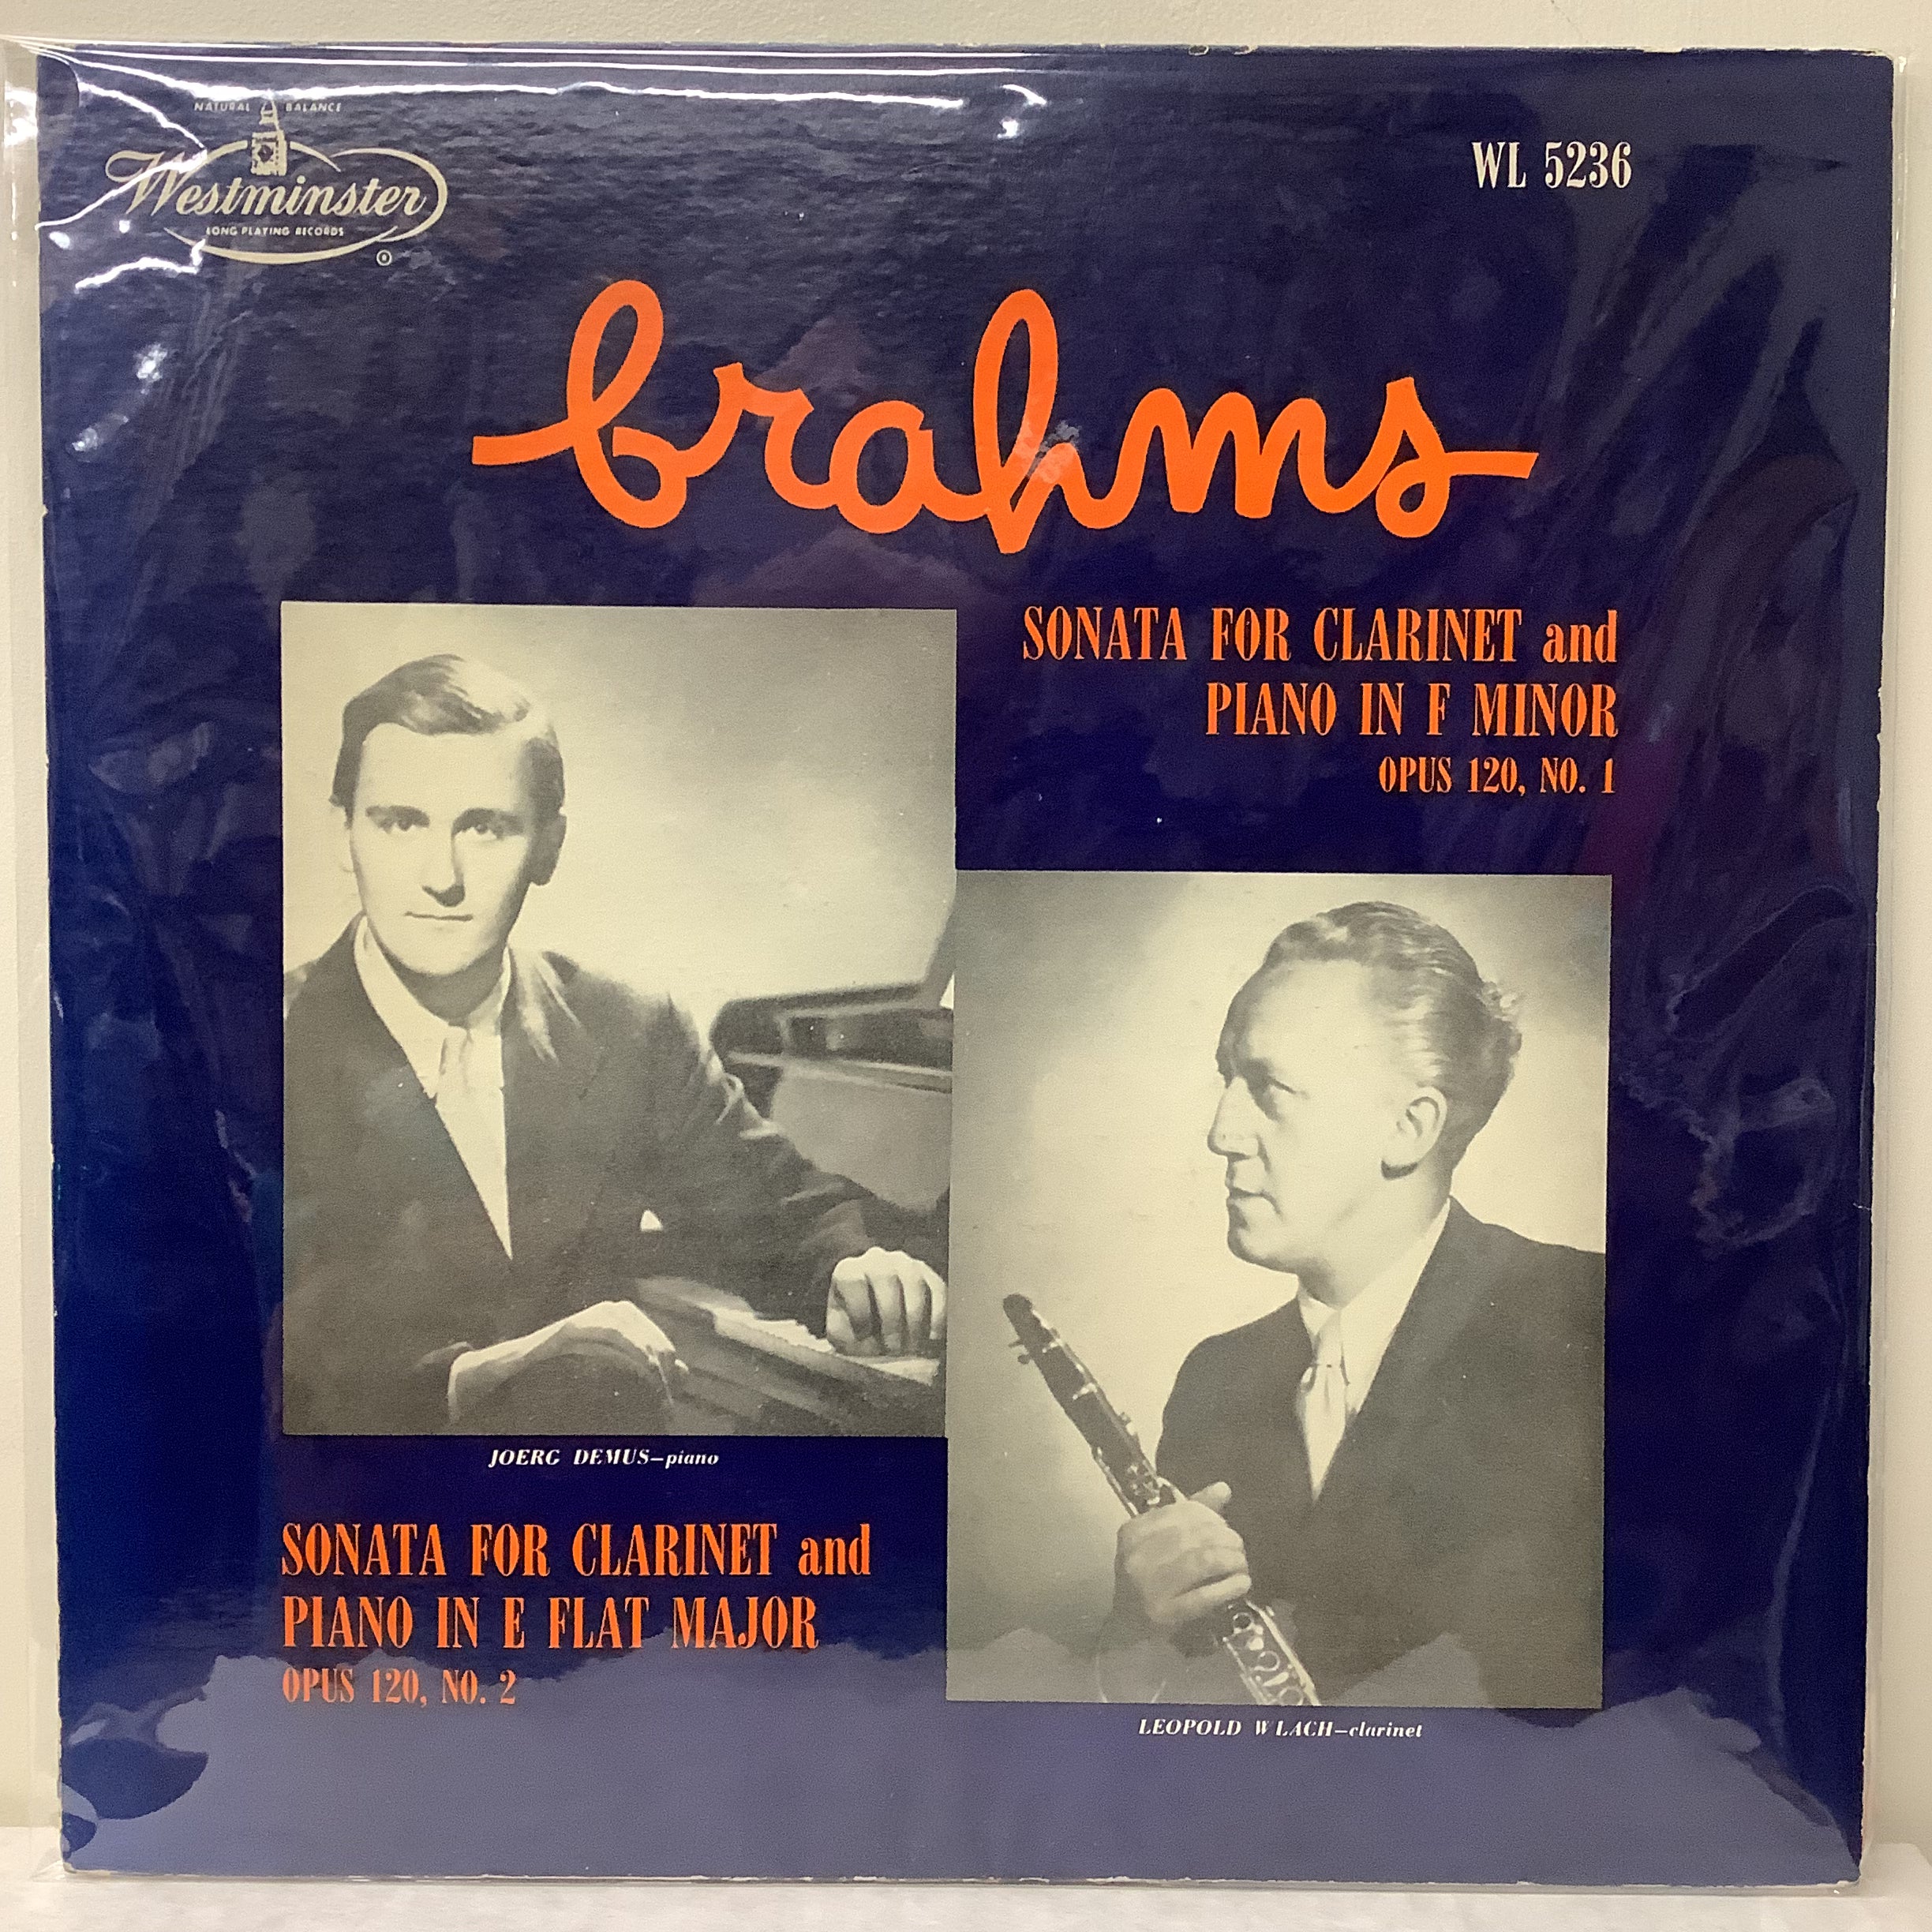 NATURAL BALANCE
Westminster
LONG PLAYING RECORDS
®
WL 5236
brahms
SONATA FOR CLARINET and
PIANO IN F MINOR
OPUS 120, NO. 1
JOERG DEMUS—piano
SONATA FOR CLARINET and
PIANO IN E FLAT MAJOR
OPUS 120, NO. 2
LEOPOLD WLACH—clarinet